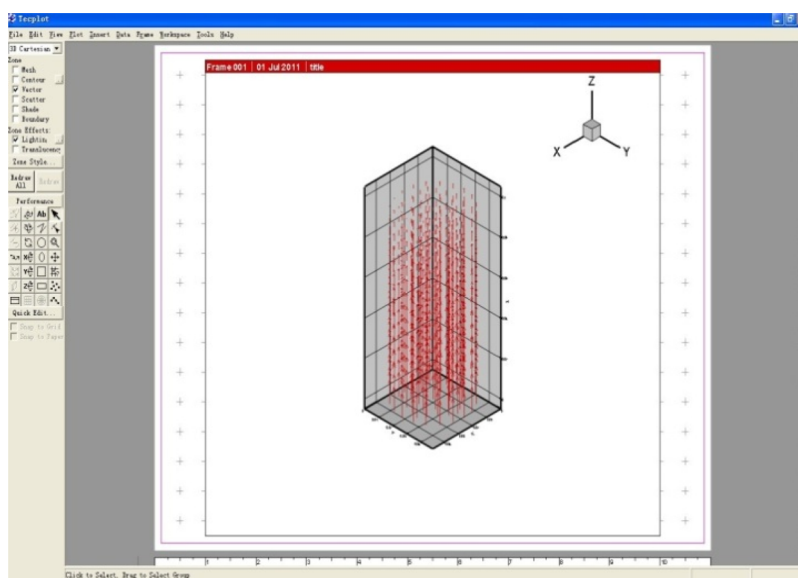 Tecplot
File Edit View Plot Insert Data Frame Workspace Tools Help
3D Cartesian
Zone
Mesh
Contour
Vector
Scatter
Shade
Boundary
Zone Effects:
Lightin
Translucency
Zone Style...
Redraw
All
Redraw
Performance
Ab
Quick Edit...
Snap to Grid
Snap to Paper
Frame 001 | 01 Jul 2011 | title
Z
X
Y
Click to Select, Drag to Select Group